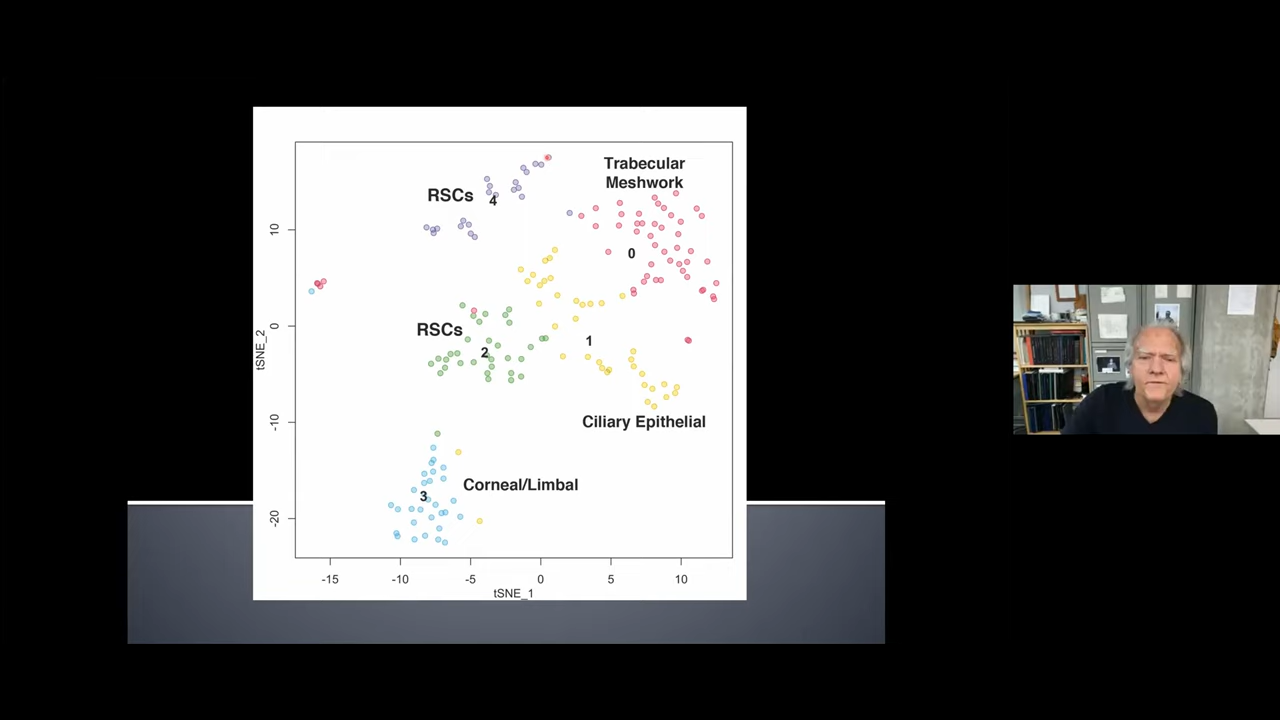 Trabecular
Meshwork
RSCs
4
0
RSCs
2
1
Ciliary Epithelial
Corneal/Limbal
3
10
0
-10
-20
tSNE_2
-15
-10
-5
0
5
10
tSNE_1